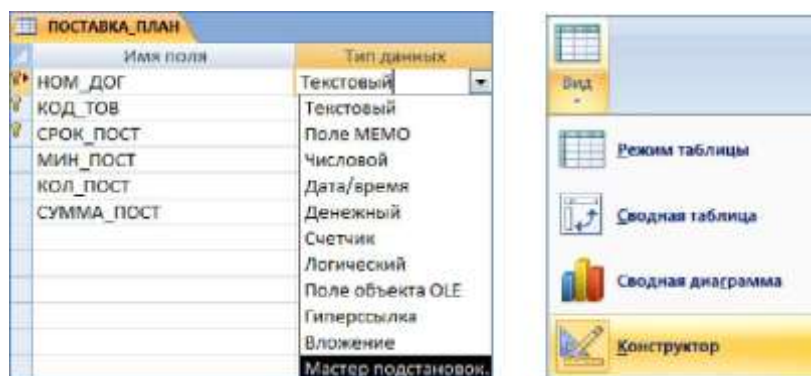 ПОСТАВКА_ПЛАН
Имя поля Тип данных
НОМ_ДОГ Текстовый
КОД_ТОВ Текстовый
СРОК_ПОСТ Поле МЕМО
МИН_ПОСТ Числовой
КОЛ_ПОСТ Дата/время
СУММА_ПОСТ Денежный
Счетчик
Логический
Поле объекта OLE
Гиперссылка
Вложение
Мастер подстановок.
Вид
Режим таблицы
Сводная таблица
Сводная диаграмма
Конструктор